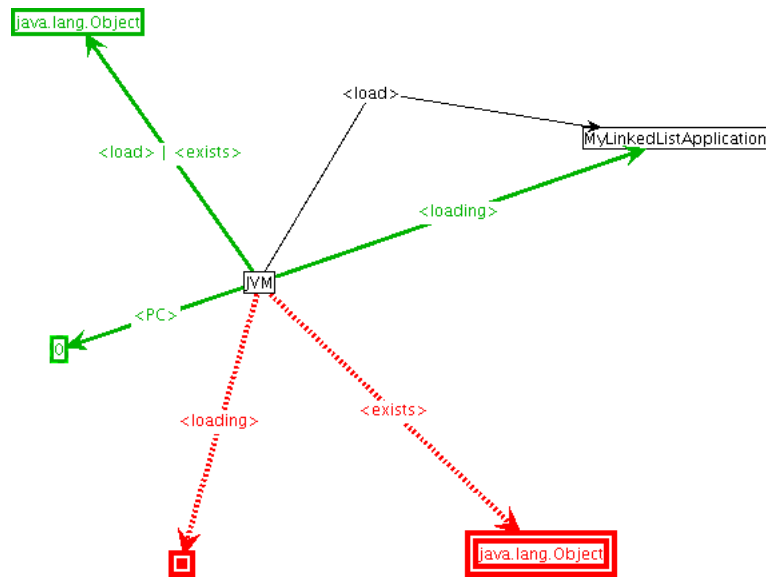 java.lang.Object
<load>
MyLinkedListApplication
<load> | <exists>
<loading>
JVM
<PC>
0
<exists>
<loading>
java.lang.Object